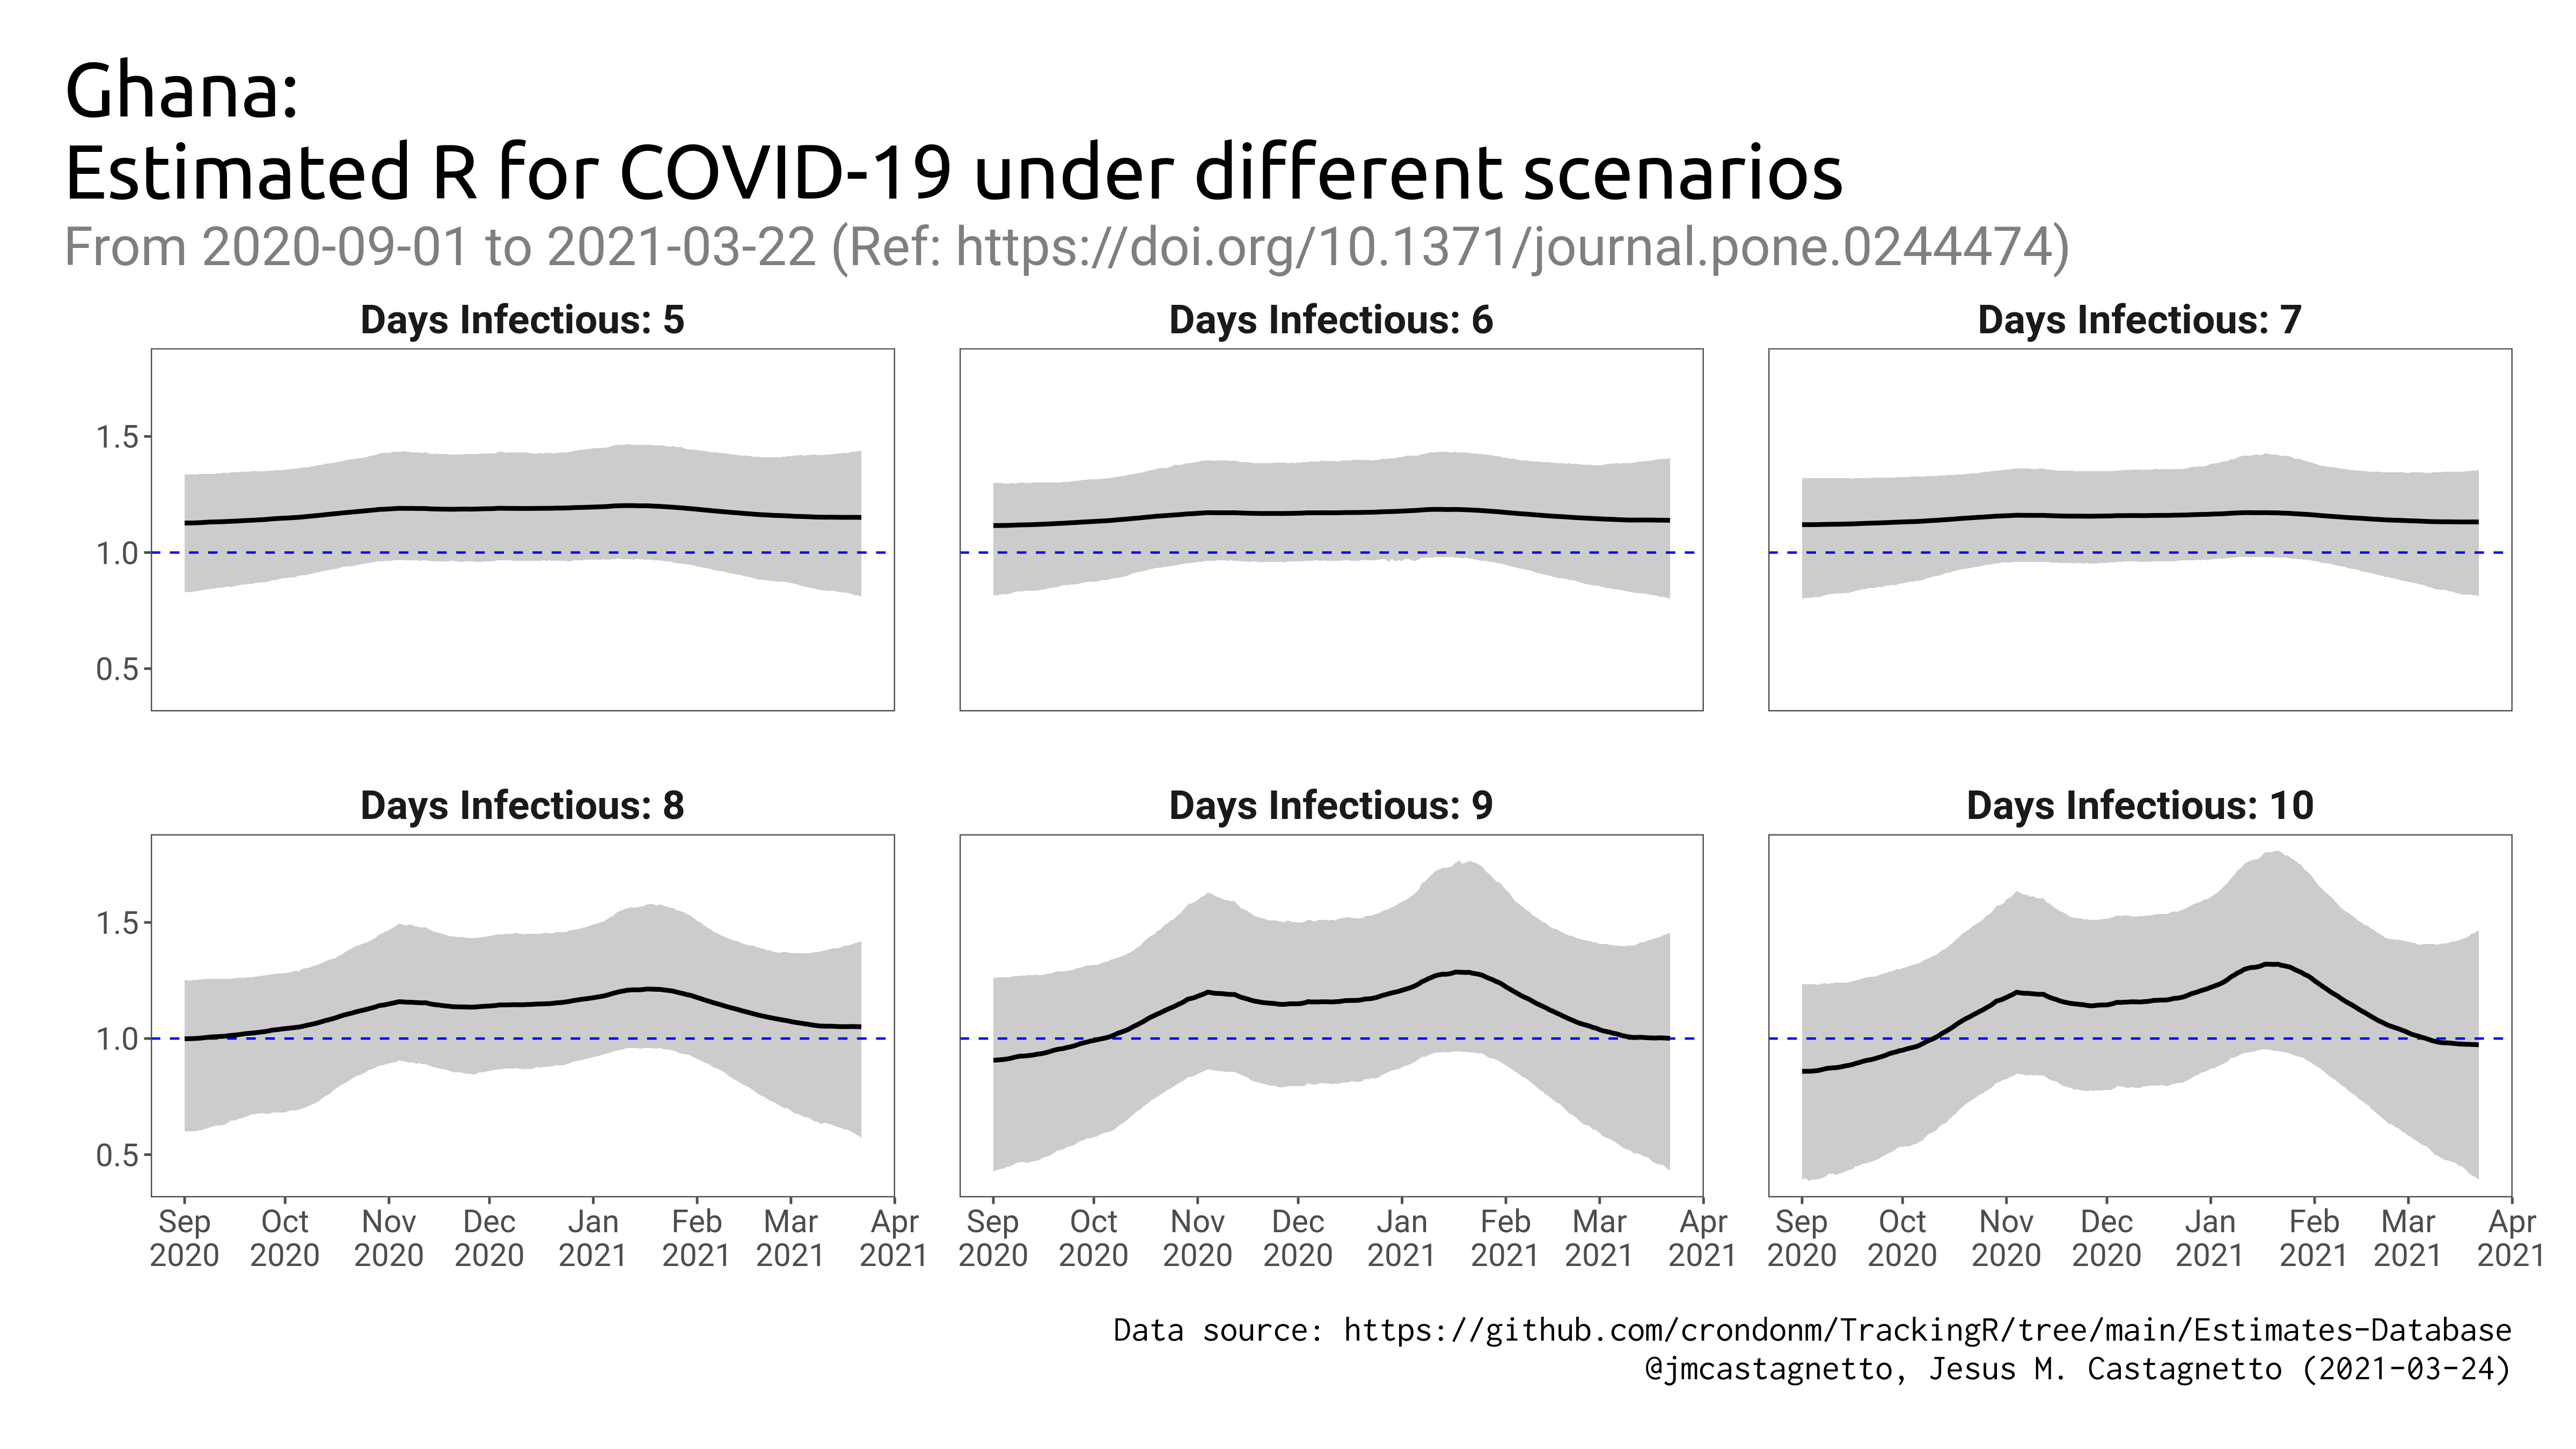 Ghana:
Estimated R for COVID-19 under different scenarios
From 2020-09-01 to 2021-03-22 (Ref: https://doi.org/10.1371/journal.pone.0244474)
Days Infectious: 5
Days Infectious: 6
Days Infectious: 7
1.5
1.0
0.5
Days Infectious: 8
Days Infectious: 9
Days Infectious: 10
1.5
1.0
0.5
Sep Oct Nov Dec Jan Feb Mar Apr
2020 2020 2020 2020 2021 2021 2021 2021
Sep Oct Nov Dec Jan Feb Mar Apr
2020 2020 2020 2020 2021 2021 2021 2021
Sep Oct Nov Dec Jan Feb Mar Apr
2020 2020 2020 2020 2021 2021 2021 2021
Data source: https://github.com/crondonm/TrackingR/tree/main/Estimates-Database
@jmcastagnetto, Jesus M. Castagnetto (2021-03-24)